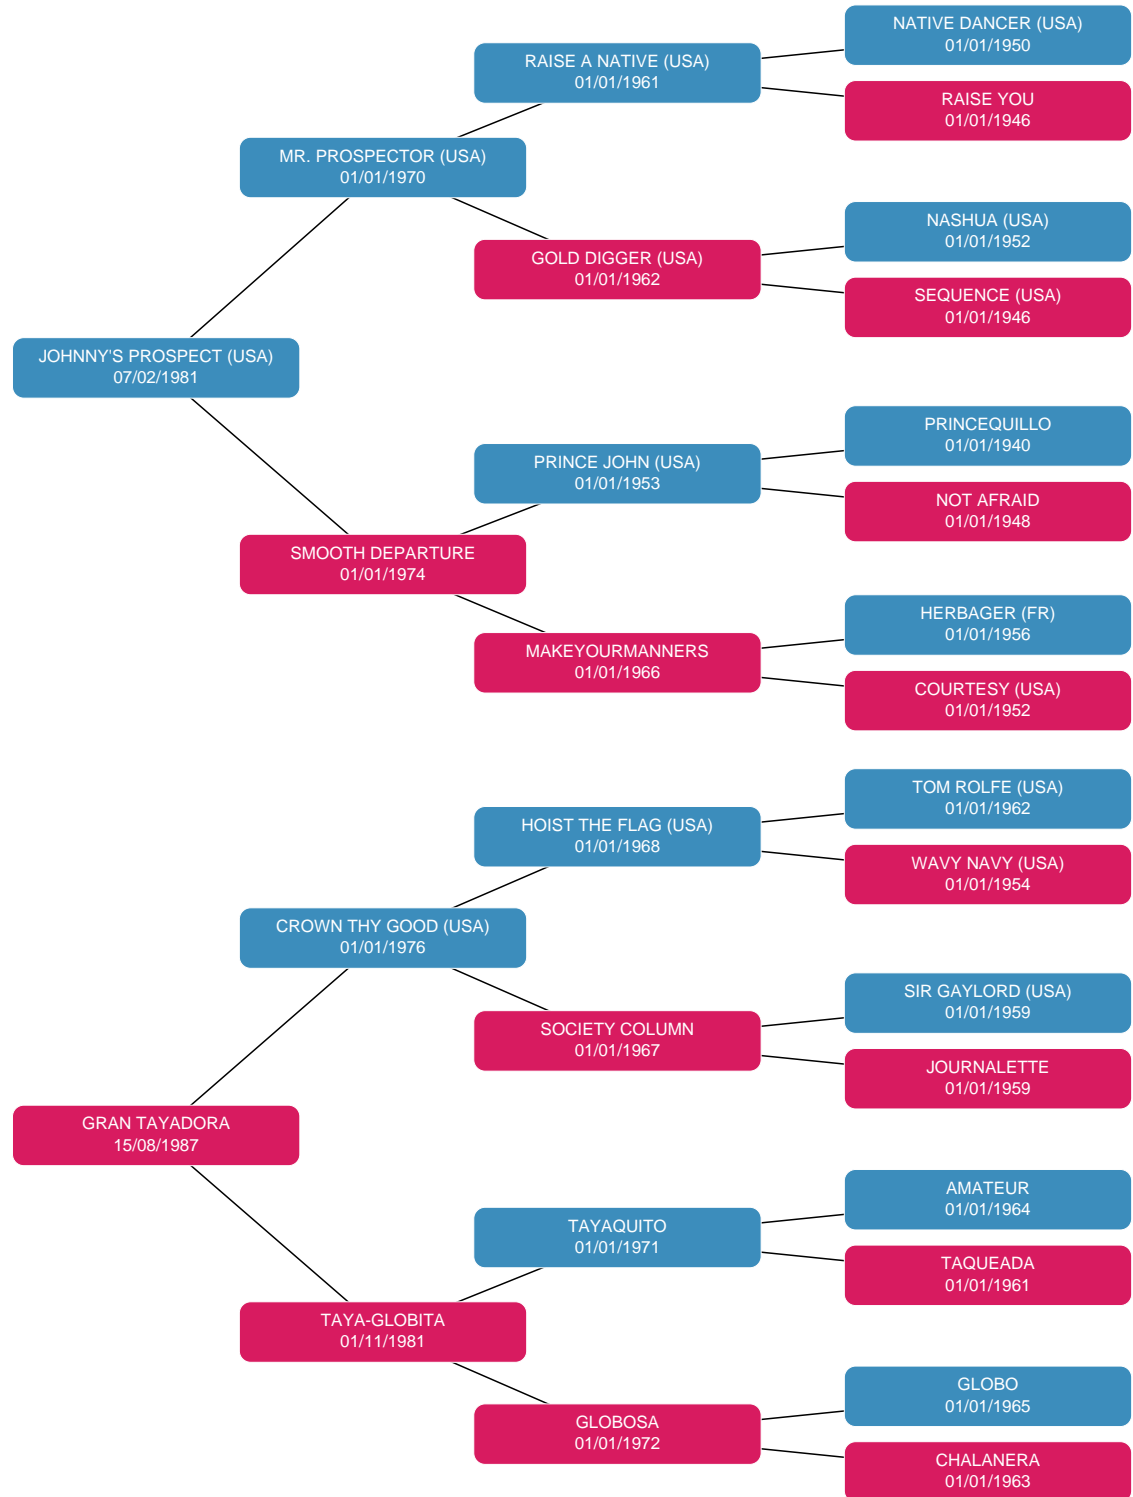 NATIVE DANCER (USA)
01/01/1950
RAISE A NATIVE (USA)
01/01/1961
RAISE YOU
01/01/1946
MR. PROSPECTOR (USA)
01/01/1970
NASHUA (USA)
01/01/1952
GOLD DIGGER (USA)
01/01/1962
SEQUENCE (USA)
01/01/1946
JOHNNY'S PROSPECT (USA)
07/02/1981
PRINCEQUILLO
01/01/1940
PRINCE JOHN (USA)
01/01/1953
NOT AFRAID
01/01/1948
SMOOTH DEPARTURE
01/01/1974
HERBAGER (FR)
01/01/1956
MAKEYOURMANNERS
01/01/1966
COURTESY (USA)
01/01/1952
TOM ROLFE (USA)
01/01/1962
HOIST THE FLAG (USA)
01/01/1968
WAVY NAVY (USA)
01/01/1954
CROWN THY GOOD (USA)
01/01/1976
SIR GAYLORD (USA)
01/01/1959
SOCIETY COLUMN
01/01/1967
JOURNALETTE
01/01/1959
GRAN TAYADORA
15/08/1987
AMATEUR
01/01/1964
TAYAQUITO
01/01/1971
TAQUEADA
01/01/1961
TAYA-GLOBITA
01/11/1981
GLOBO
01/01/1965
GLOBOSA
01/01/1972
CHALANERA
01/01/1963